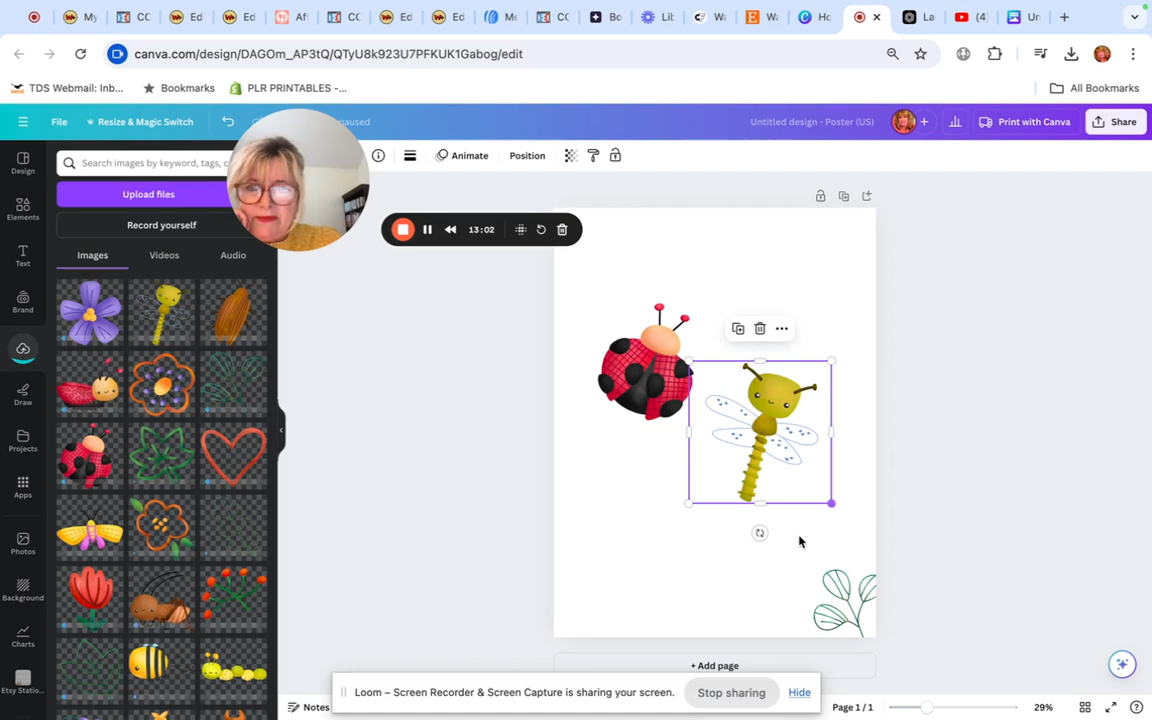 My
CC
Ed
Ed
Aff
CC
Ed
Ed
Me
CC
Bo
Lib
Wa
Wa
Ho
La
(4)
Un
canva.com/design/DAGOm_AP3tQ/QTyU8k923U7PFKUK1Gabog/edit
TDS Webmail: Inb...
Bookmarks
PLR PRINTABLES -...
All Bookmarks
File
Resize & Magic Switch
paused
Untitled design - Poster (US)
Print with Canva
Share
Design
Search images by keyword, tags, c
Animate
Position
Upload files
Elements
Record yourself
13:02
Text
Images
Videos
Audio
Brand
Draw
Projects
Apps
Photos
Background
Charts
+ Add page
Etsy Statio...
Loom – Screen Recorder & Screen Capture is sharing your screen.
Stop sharing
Hide
Notes
Page 1 / 1
29%